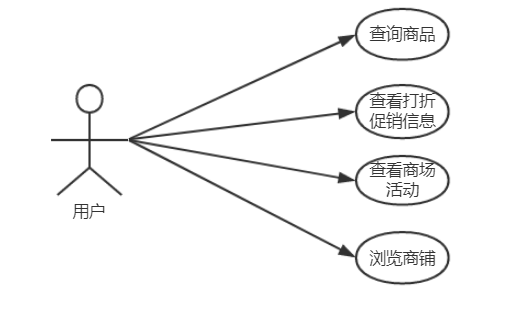 查询商品
查看打折
促销信息
查看商场
活动
用户
浏览商铺